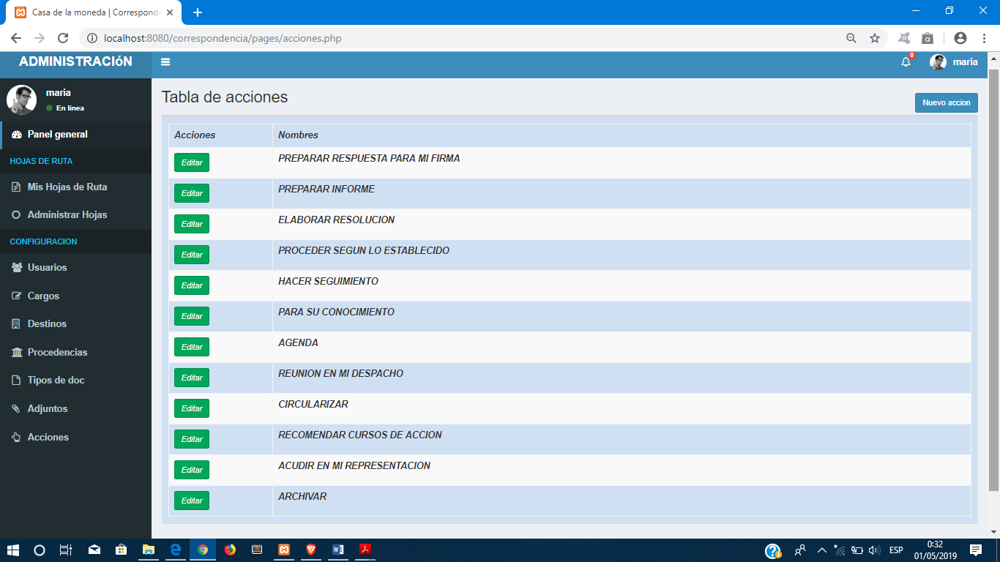 Casa de la moneda | Correspond
localhost:8080/correspondencia/pages/acciones.php
ADMINISTRACIóN
0
maria
maria
En linea
Tabla de acciones
Nuevo accion
Panel general
HOJAS DE RUTA
Mis Hojas de Ruta
Administrar Hojas
CONFIGURACION
Usuarios
Cargos
Destinos
Procedencias
Tipos de doc
Adjuntos
Acciones
Acciones Nombres
Editar PREPARAR RESPUESTA PARA MI FIRMA
Editar PREPARAR INFORME
Editar ELABORAR RESOLUCION
Editar PROCEDER SEGUN LO ESTABLECIDO
Editar HACER SEGUIMIENTO
Editar PARA SU CONOCIMIENTO
Editar AGENDA
Editar REUNION EN MI DESPACHO
Editar CIRCULARIZAR
Editar RECOMENDAR CURSOS DE ACCION
Editar ACUDIR EN MI REPRESENTACION
Editar ARCHIVAR
ESP
0:32
01/05/2019